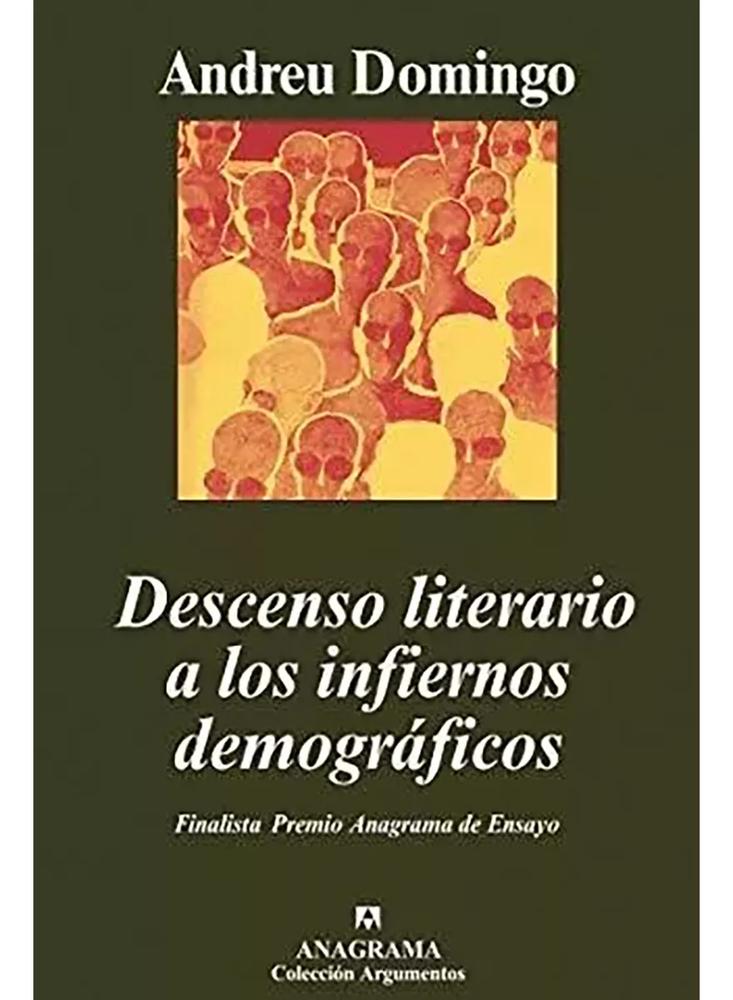 Andreu Domingo
Descenso literario
a los infiernos
demográficos
Finalista Premio Anagrama de Ensayo
ANAGRAMA
Colección Argumentos